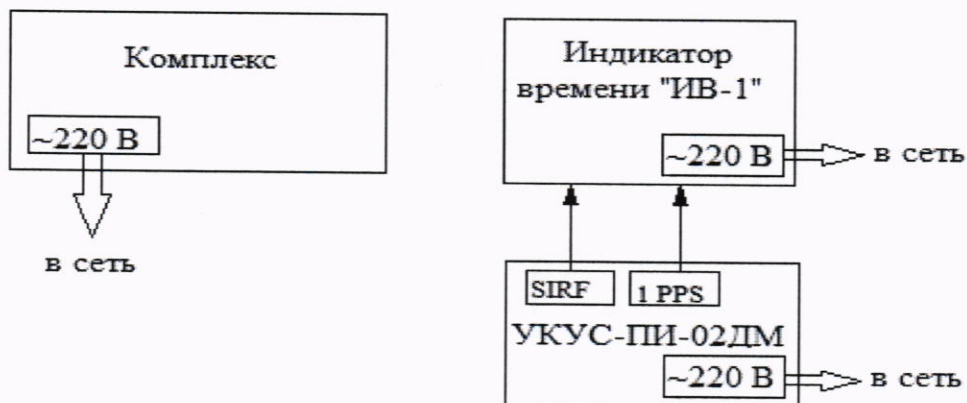 Комплекс
~220 В
в сеть
Индикатор
времени "ИВ-1"
~220 В
в сеть
SIRF
1 PPS
УКУС-ПИ-02ДМ
~220 В
в сеть